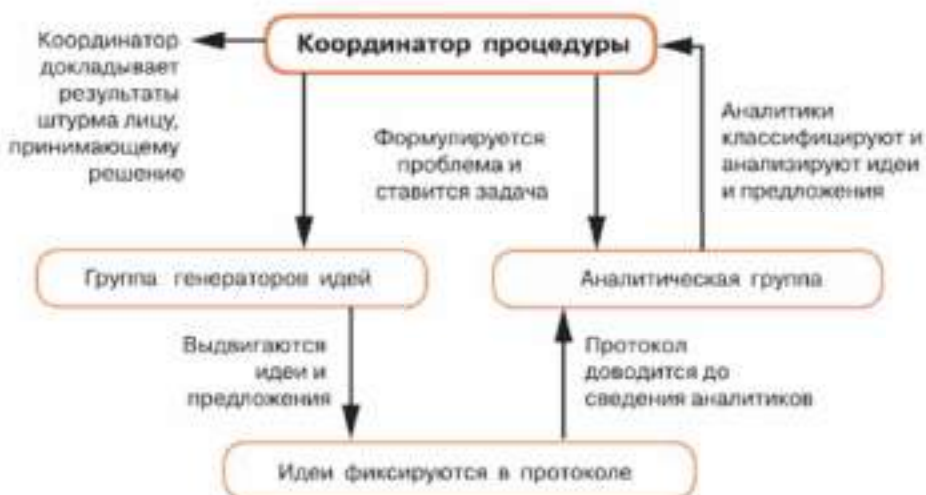 Координатор процедуры
Координатор
докладывает
результаты
штурма лицу,
принимающему
решение
Формулируется
проблема и
ставится задача
Аналитики
классифицируют и
анализируют идеи
и предложения
Группа генераторов идей
Аналитическая группа
Выдвигаются
идеи и
предложения
Протокол
доводится до
сведения аналитиков
Идеи фиксируются в протоколе